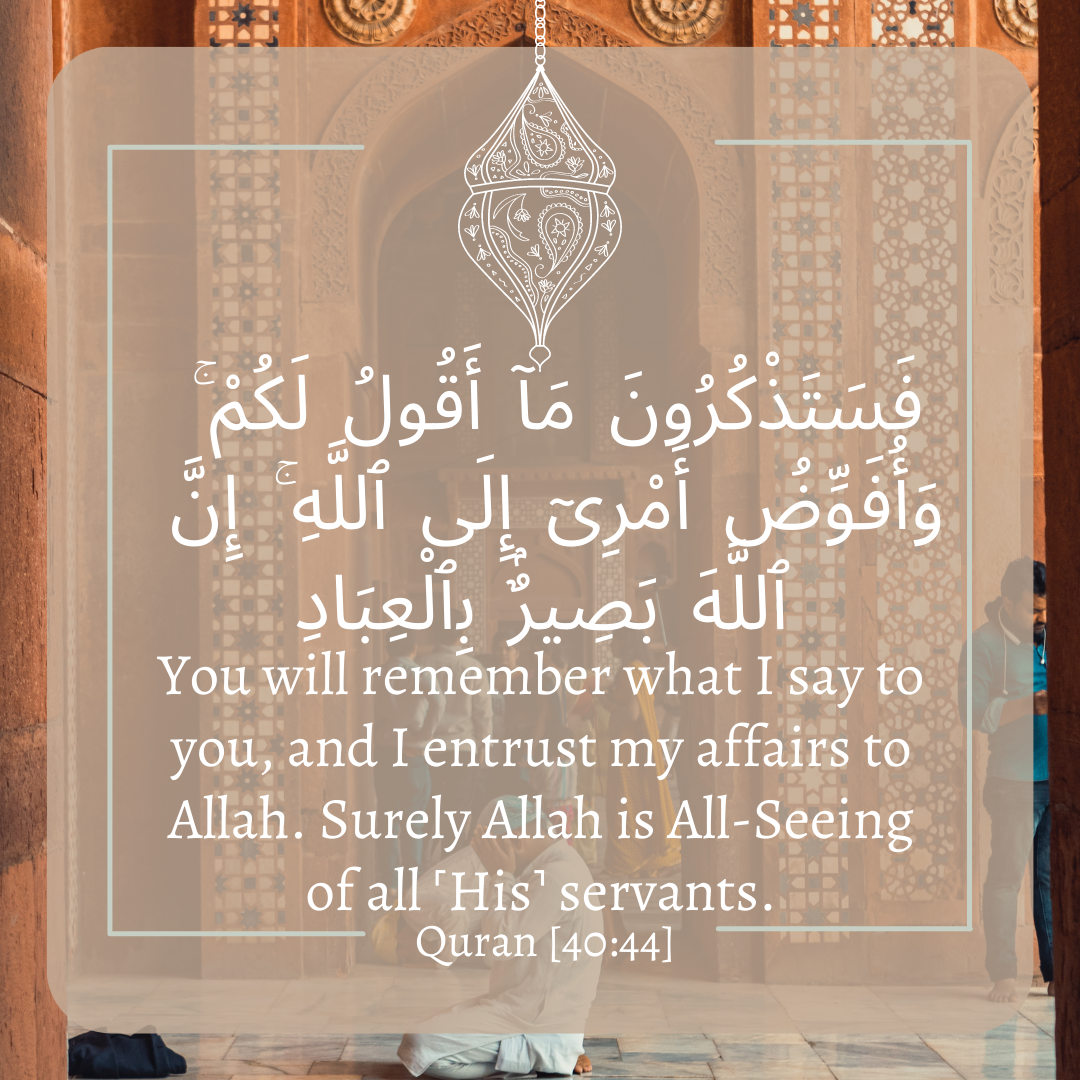 فَسَتَذْكُرُونَ مَآ أَقُولُ لَكُمْ ۚ
وَأُفَوِّضُ أَمْرِىٓ إِلَى ٱللَّهِ ۚ إِنَّ
ٱللَّهَ بَصِيرٌۢ بِٱلْعِبَادِ
You will remember what I say to
you, and I entrust my affairs to
Allah. Surely Allah is All-Seeing
of all ˹His˺ servants.
Quran [40:44]